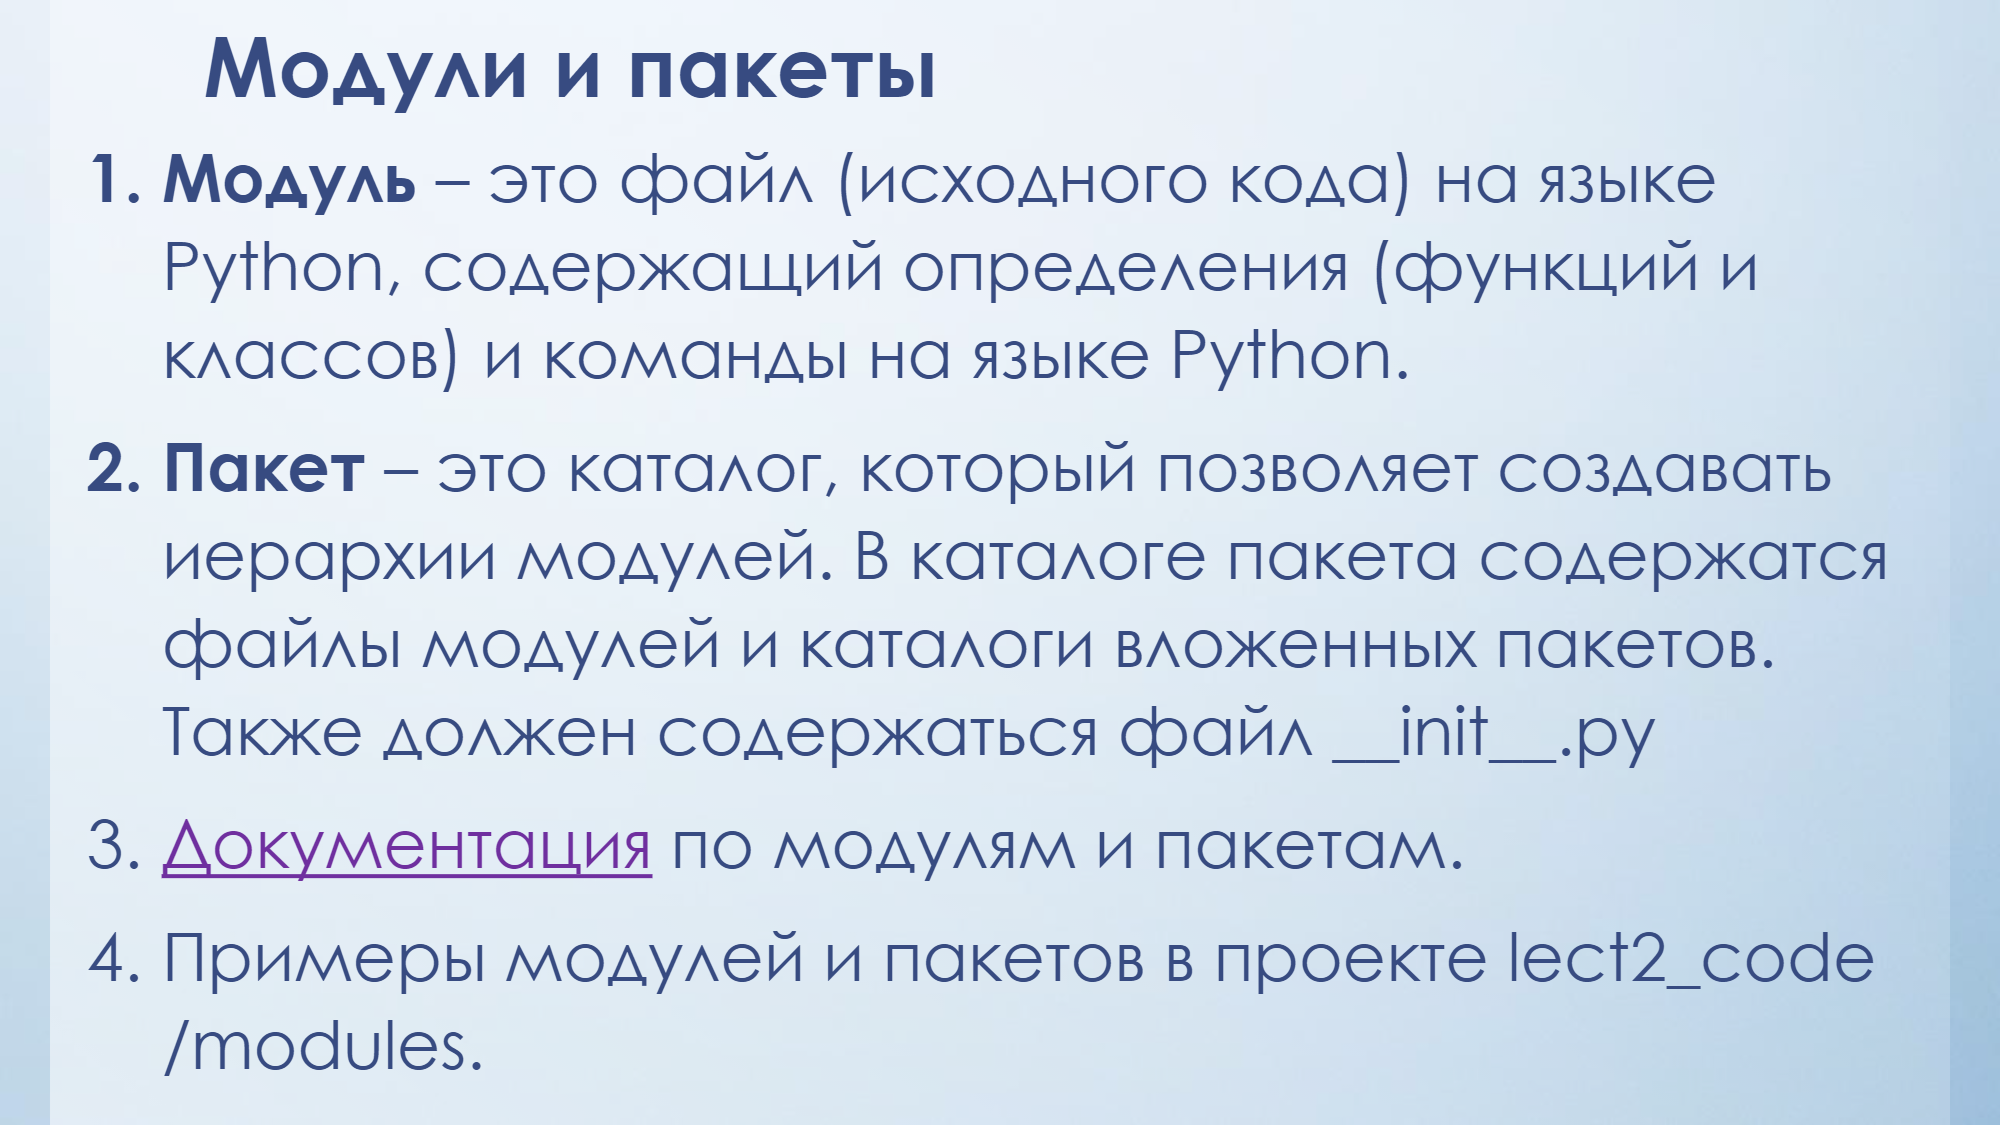 Модули и пакеты
1. Модуль – это файл (исходного кода) на языке
Python, содержащий определения (функций и
классов) и команды на языке Python.
2. Пакет – это каталог, который позволяет создавать
иерархии модулей. В каталоге пакета содержатся
файлы модулей и каталоги вложенных пакетов.
Также должен содержаться файл __init__.py
3. Документация по модулям и пакетам.
4. Примеры модулей и пакетов в проекте lect2_code
/modules.